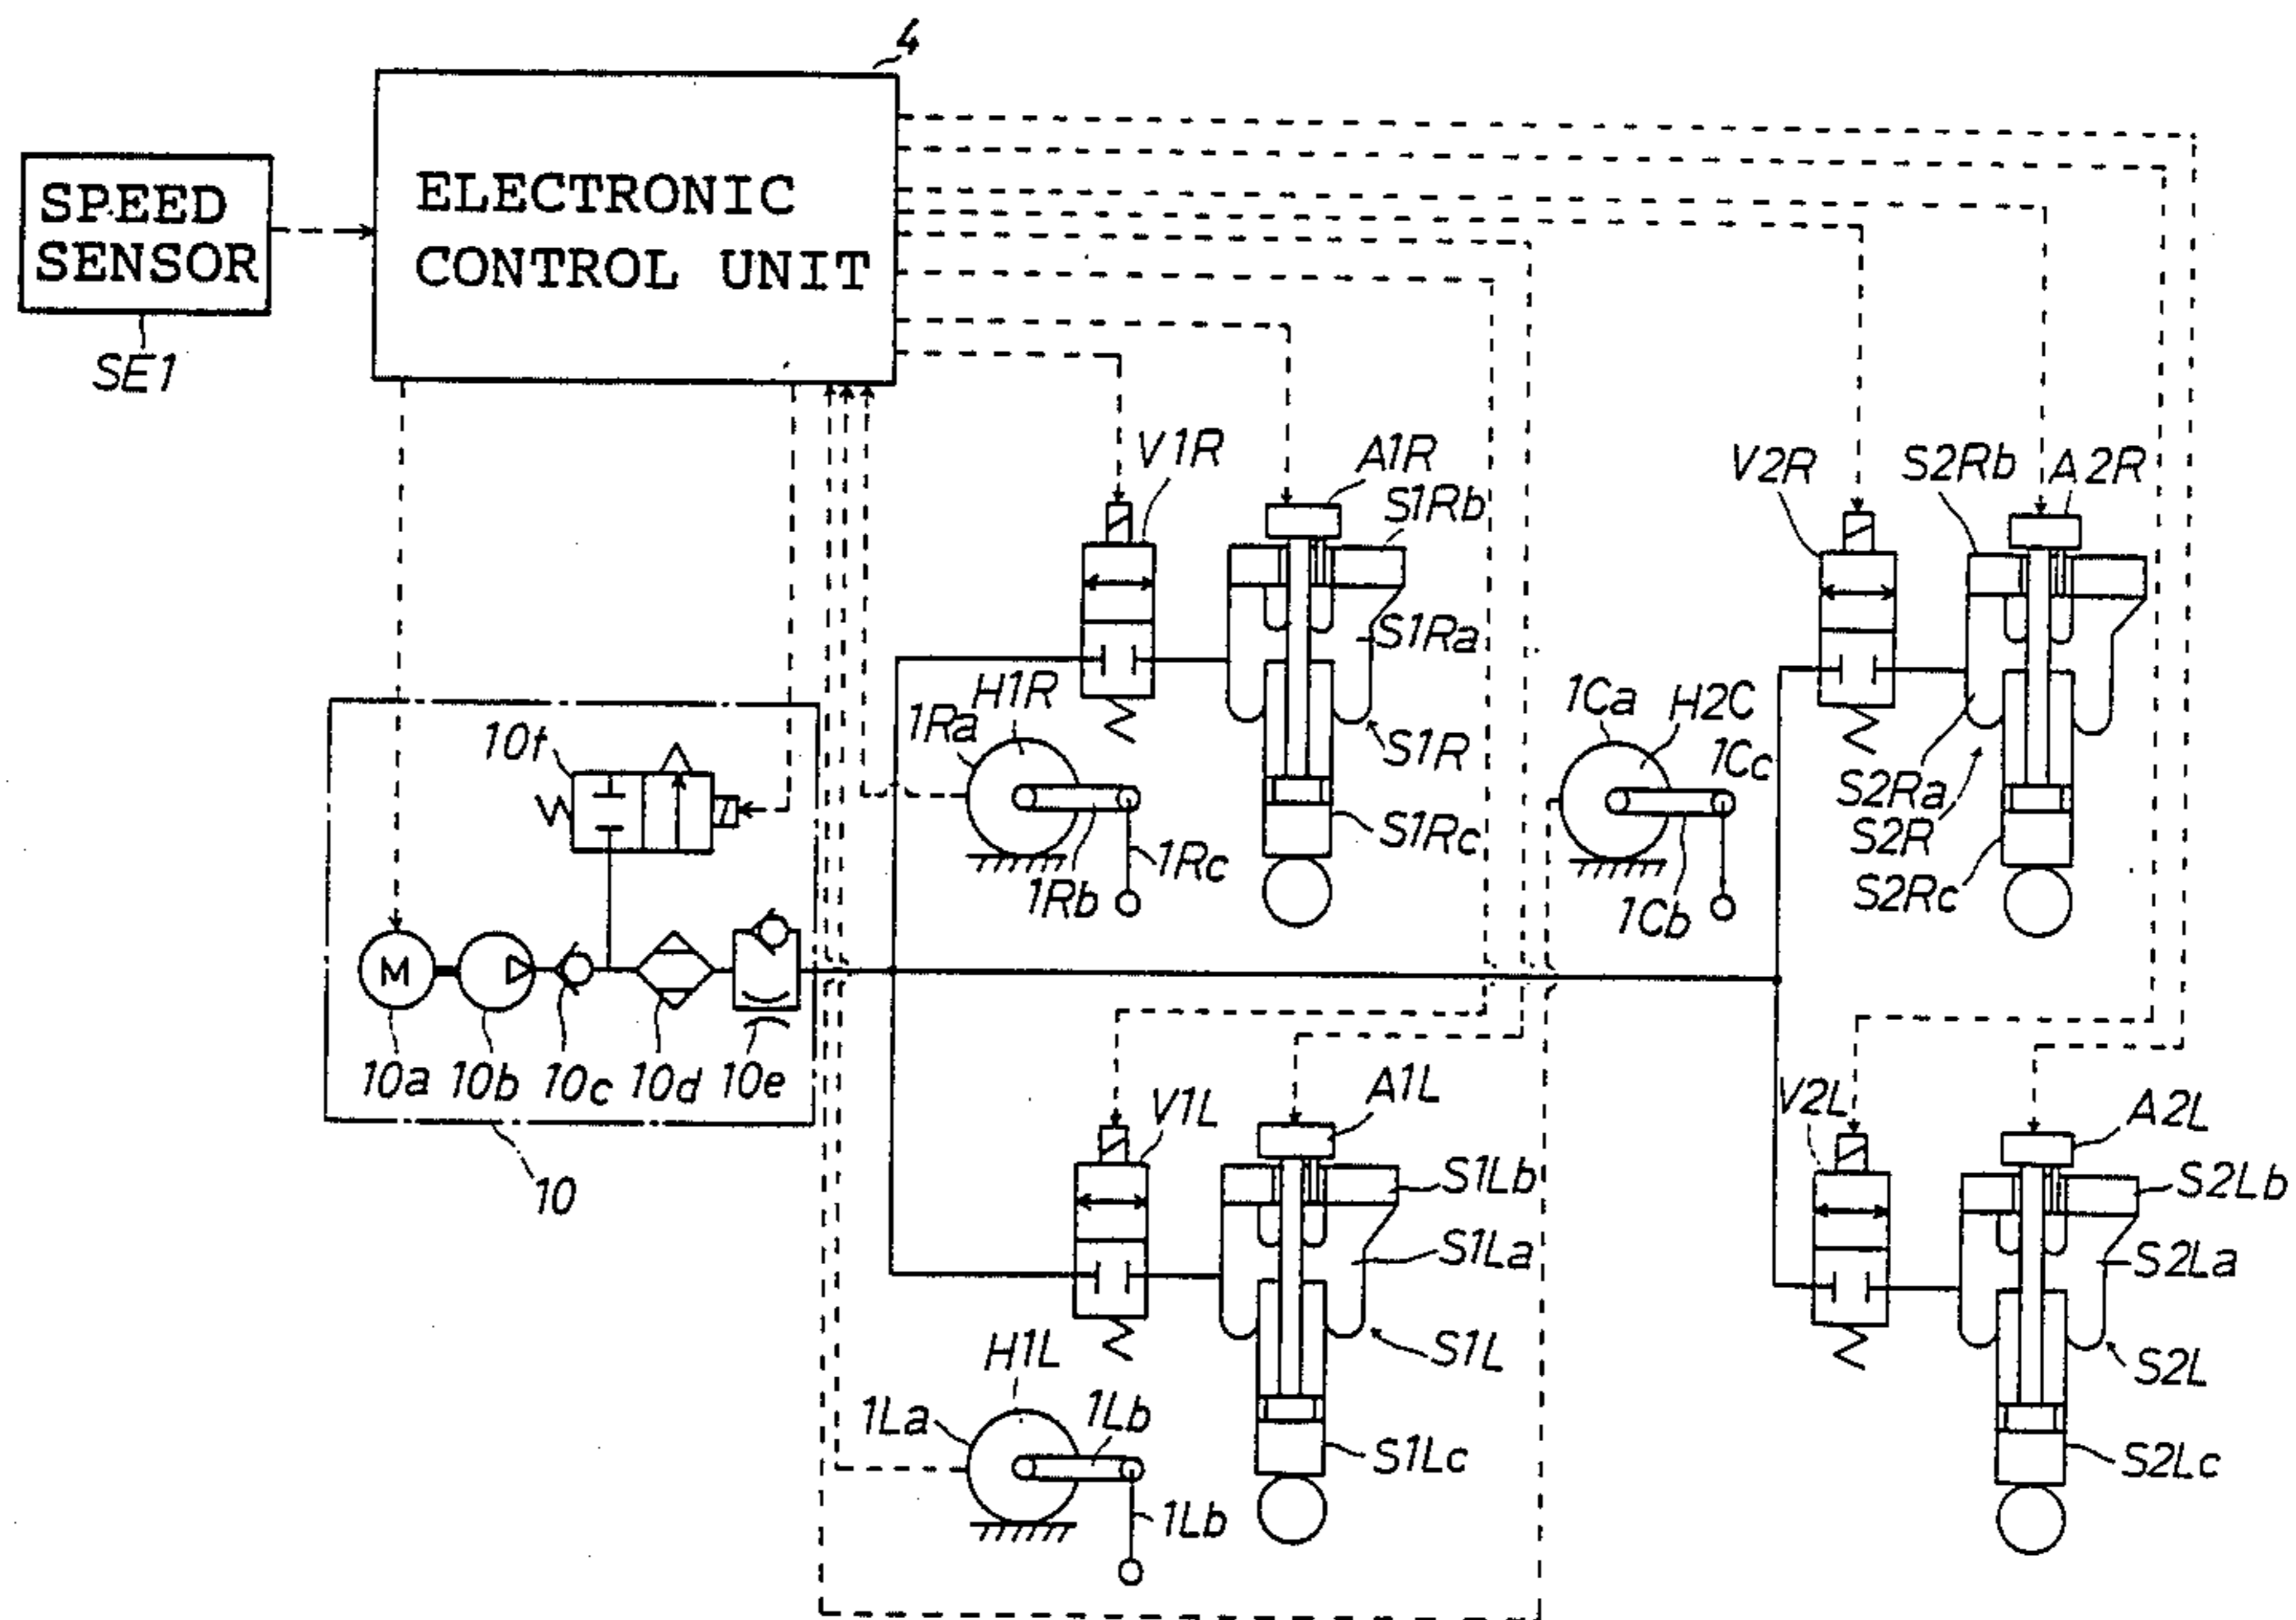 4
SPEED
SENSOR
SE1
ELECTRONIC
CONTROL UNIT
V1R
A1R
S1Rb
S1Ra
S1R
S1Rc
H1R
1Ra
1Rb
1Rc
V2R
S2Rb
A2R
1Ca
H2C
1Cc
1Cb
S2Ra
S2R
S2Rc
10f
M
10a
10b
10c
10d
10e
10
V1L
A1L
S1Lb
S1La
S1L
S1Lc
H1L
1La
1Lb
1Lb
V2L
A2L
S2Lb
S2La
S2L
S2Lc